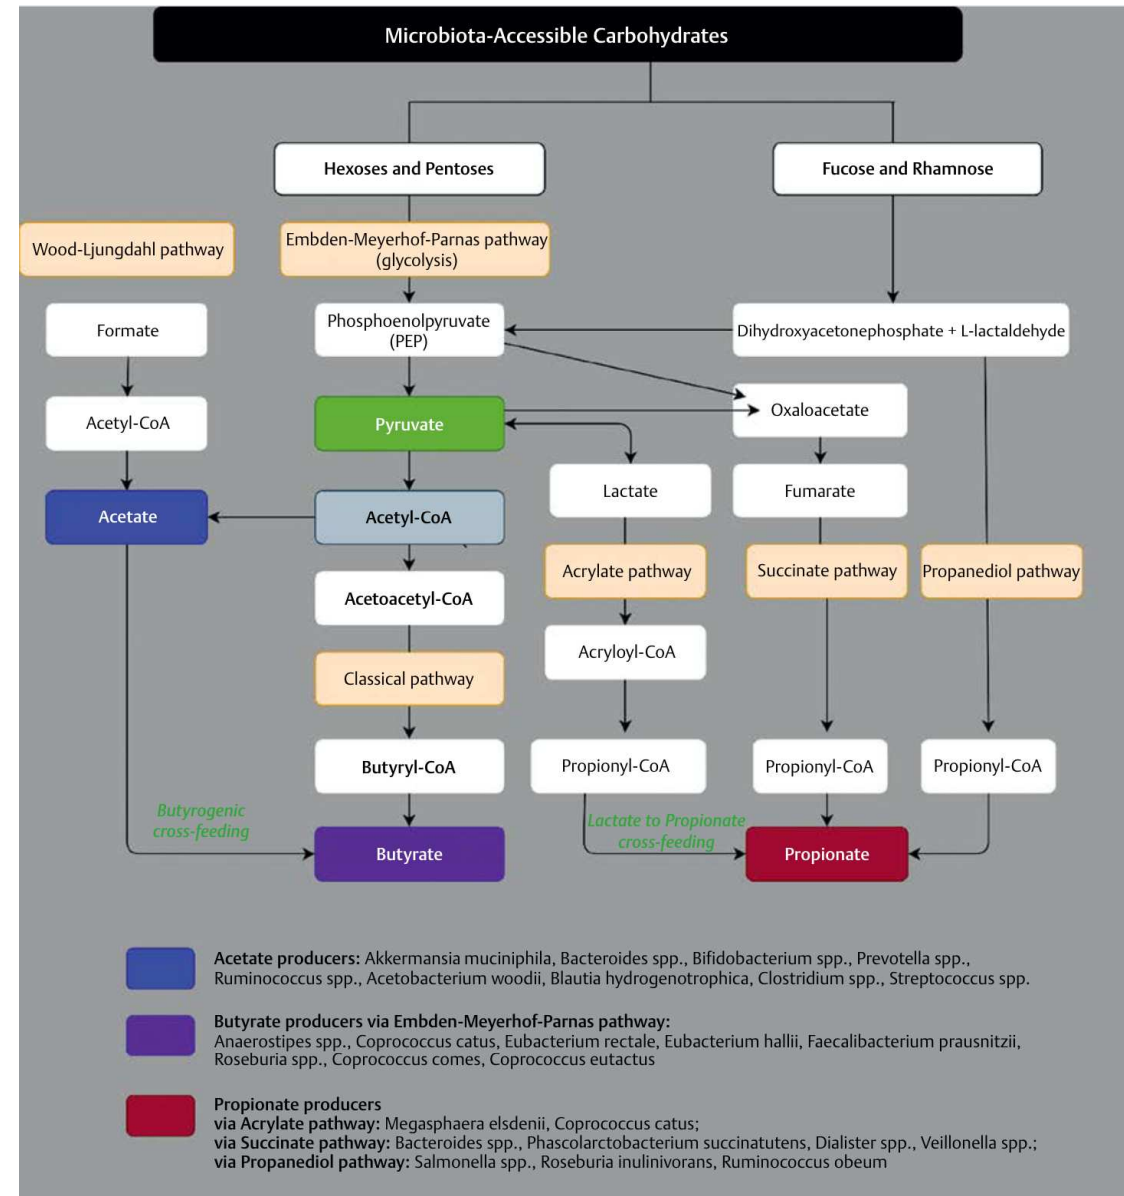 Microbiota-Accessible Carbohydrates
Hexoses and Pentoses
Fucose and Rhamnose
Wood-Ljungdahl pathway
Embden-Meyerhof-Parnas pathway
(glycolysis)
Formate
Phosphoenolpyruvate
(PEP)
Dihydroxyacetonephosphate + L-lactaldehyde
Acetyl-CoA
Pyruvate
Oxaloacetate
Lactate
Fumarate
Acetate
Acetyl-CoA
Acrylate pathway
Succinate pathway
Propanediol pathway
Acetoacetyl-CoA
Acryloyl-CoA
Classical pathway
Butyryl-CoA
Propionyl-CoA
Propionyl-CoA
Propionyl-CoA
Butyrogenic
cross-feeding
Lactate to Propionate
cross-feeding
Butyrate
Propionate
Acetate producers: Akkermansia muciniphila, Bacteroides spp., Bifidobacterium spp., Prevotella spp.,
Ruminococcus spp., Acetobacterium woodii, Blautia hydrogenotrophica, Clostridium spp., Streptococcus spp.
Butyrate producers via Embden-Meyerhof-Parnas pathway:
Anaerostipes spp., Coprococcus catus, Eubacterium rectale, Eubacterium hallii, Faecalibacterium prausnitzii,
Roseburia spp., Coprococcus comes, Coprococcus eutactus
Propionate producers
via Acrylate pathway: Megasphaera elsdenii, Coprococcus catus;
via Succinate pathway: Bacteroides spp., Phascolarctobacterium succinatutens, Dialister spp., Veillonella spp.;
via Propanediol pathway: Salmonella spp., Roseburia inulinivorans, Ruminococcus obeum